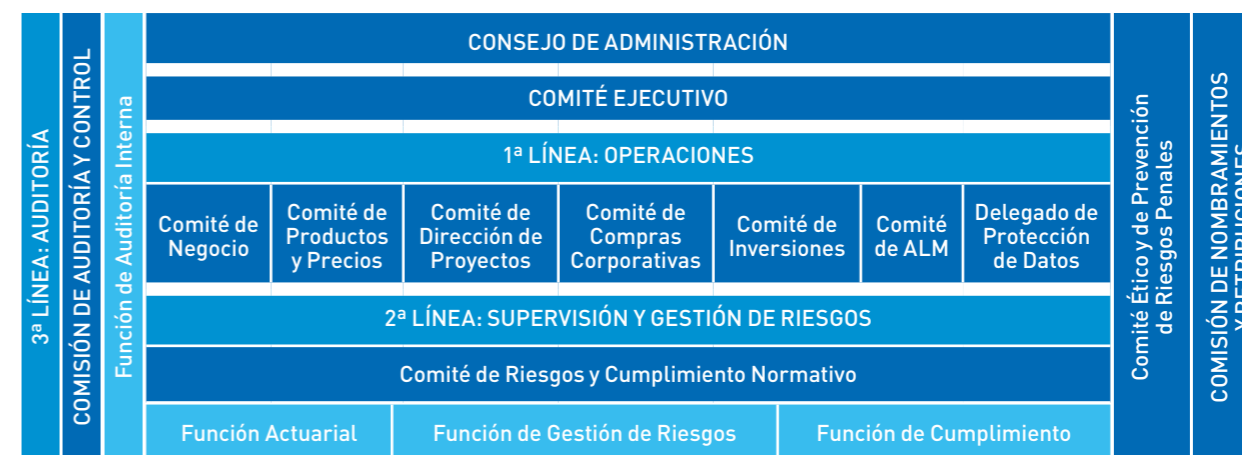 3ª LÍNEA: AUDITORÍA
COMISIÓN DE AUDITORÍA Y CONTROL
Función de Auditoría Interna
CONSEJO DE ADMINISTRACIÓN
COMITÉ EJECUTIVO
1ª LÍNEA: OPERACIONES
Comité de
Negocio
Comité de
Productos
y Precios
Comité de
Dirección de
Proyectos
Comité de
Compras
Corporativas
Comité de
Inversiones
Comité
de ALM
Delegado de
Protección
de Datos
2ª LÍNEA: SUPERVISIÓN Y GESTIÓN DE RIESGOS
Comité de Riesgos y Cumplimiento Normativo
Función Actuarial
Función de Gestión de Riesgos
Función de Cumplimiento
Comité Ético y de Prevención
de Riesgos Penales
COMISIÓN DE NOMBRAMIENTOS
Y RETRIBUCIONES